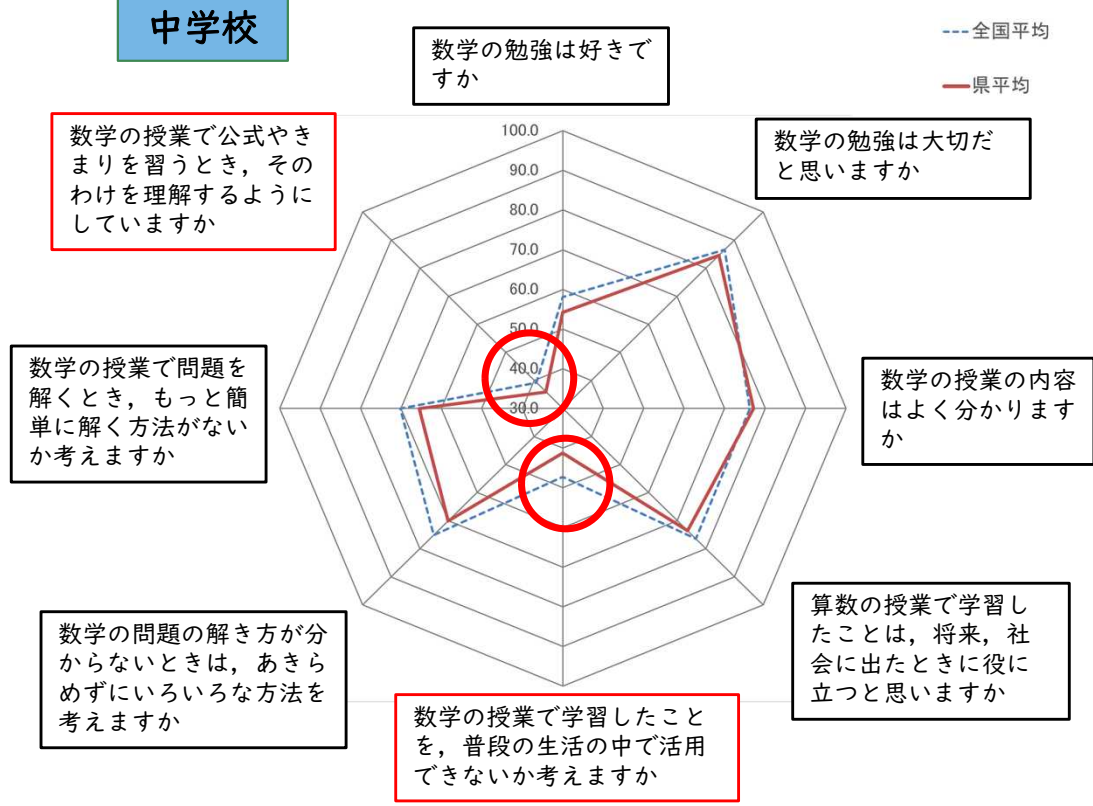 中学校
数学の勉強は好きで
すか
---全国平均
県平均
数学の授業で公式やき
まりを習うとき，その
わけを理解するように
していますか
数学の勉強は大切だ
と思いますか
100.0
90.0
80.0
70.0
60.0
50.0
40.0
30.0
数学の授業で問題を
解くとき，もっと簡
単に解く方法がない
か考えますか
数学の授業の内容
はよく分かります
か
数学の問題の解き方が分
からないときは，あきら
めずにいろいろな方法を
考えますか
数学の授業で学習したこと
を，普段の生活の中で活用
できないか考えますか
算数の授業で学習し
たことは，将来，社
会に出たときに役に
立つと思いますか